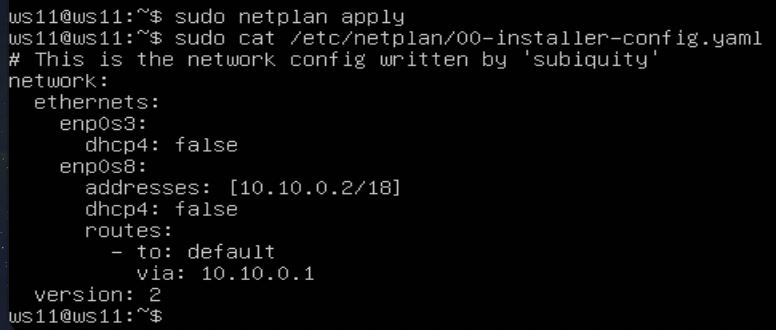 ws11@ws11:~$ sudo netplan apply
ws11@ws11:~$ sudo cat /etc/netplan/00-installer-config.yaml
# This is the network config written by 'subiquity'
network:
  ethernets:
    enp0s3:
      dhcp4: false
    enp0s8:
      addresses: [10.10.0.2/18]
      dhcp4: false
      routes:
        - to: default
          via: 10.10.0.1
  version: 2
ws11@ws11:~$